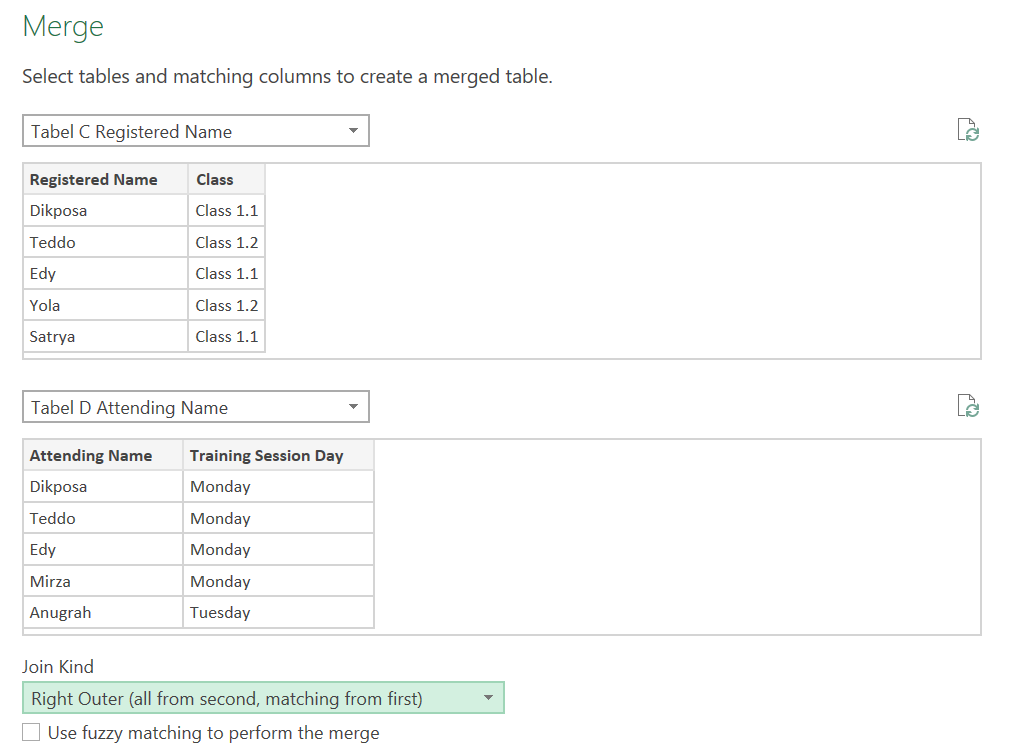 Merge
Select tables and matching columns to create a merged table.
Tabel C Registered Name
Registered Name Class
Dikposa Class 1.1
Teddo Class 1.2
Edy Class 1.1
Yola Class 1.2
Satrya Class 1.1
Tabel D Attending Name
Attending Name Training Session Day
Dikposa Monday
Teddo Monday
Edy Monday
Mirza Monday
Anugrah Tuesday
Join Kind
Right Outer (all from second, matching from first)
Use fuzzy matching to perform the merge